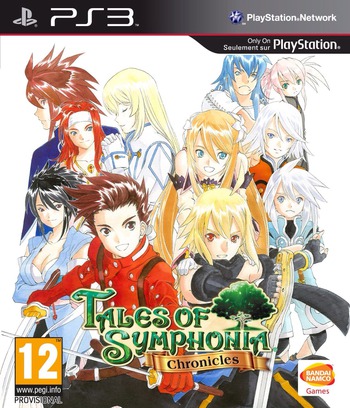 PS3
PlayStation®Network
Only On
Seulement sur PlayStation®
TALES OF
SYMPHONIA
Chronicles
12
www.pegi.info
PROVISIONAL
BANDAI
NAMCO
Games